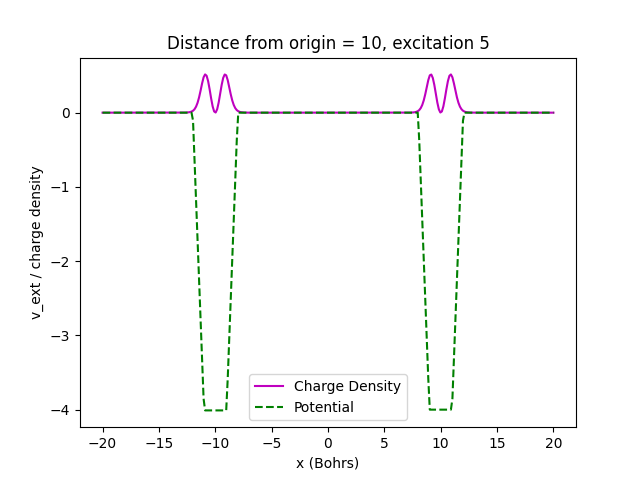 Distance from origin = 10, excitation 5
v_ext / charge density
0
−1
−2
−3
−4
Charge Density
Potential
−20 −15 −10 −5 0 5 10 15 20
x (Bohrs)